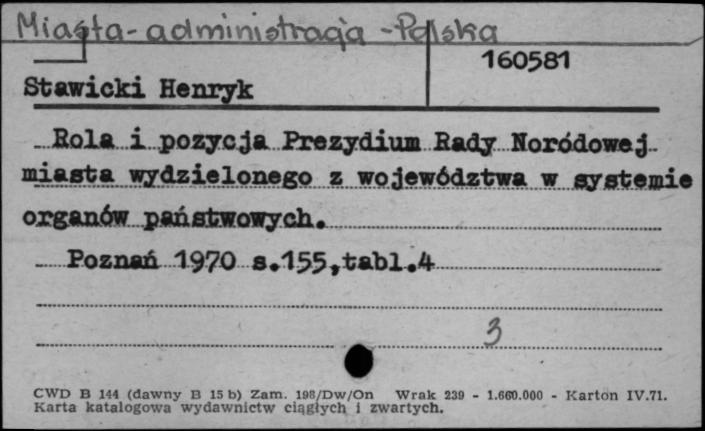 Miasta - administracja - Polska
160581
Stawicki Henryk
Rola i pozycja Prezydium Rady Noródowej
miasta wydzielonego z województwa w systemie
organów państwowych.
Poznań 1970 s.155,tabl.4
3
CWD B 144 (dawny B 15 b) Zam. 198/Dw/On Wrak 239 - 1.660.000 - Karton IV.71.
Karta katalogowa wydawnictw ciągłych i zwartych.